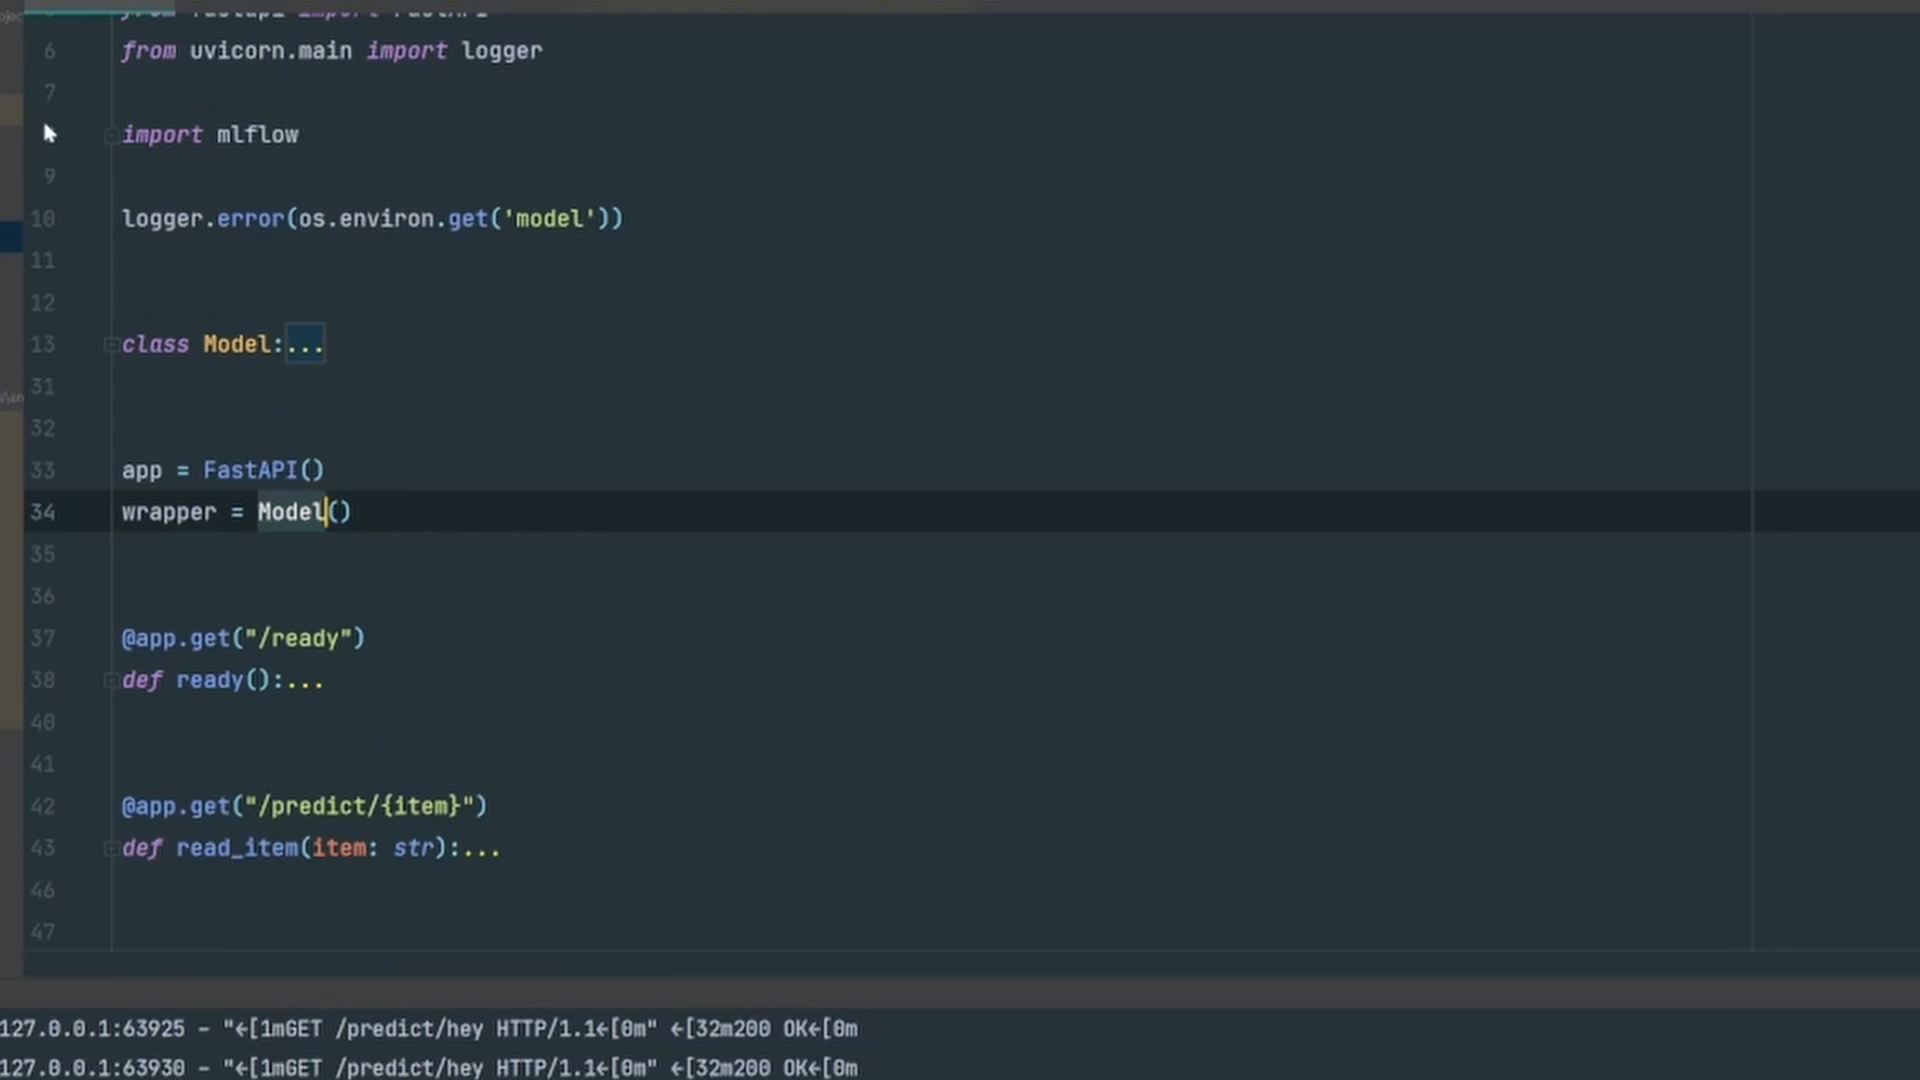 6 from uvicorn.main import logger
7
import mlflow
9
10 logger.error(os.environ.get('model'))
11
12
13 class Model:...
31
32
33 app = FastAPI()
34 wrapper = Model()
35
36
37 @app.get("/ready")
38 def ready():...
40
41
42 @app.get("/predict/{item}")
43 def read_item(item: str):...
46
47
127.0.0.1:63925 - "←[1mGET /predict/hey HTTP/1.1←[0m" ←[32m200 OK←[0m
127.0.0.1:63930 - "←[1mGET /predict/hey HTTP/1.1←[0m" ←[32m200 OK←[0m